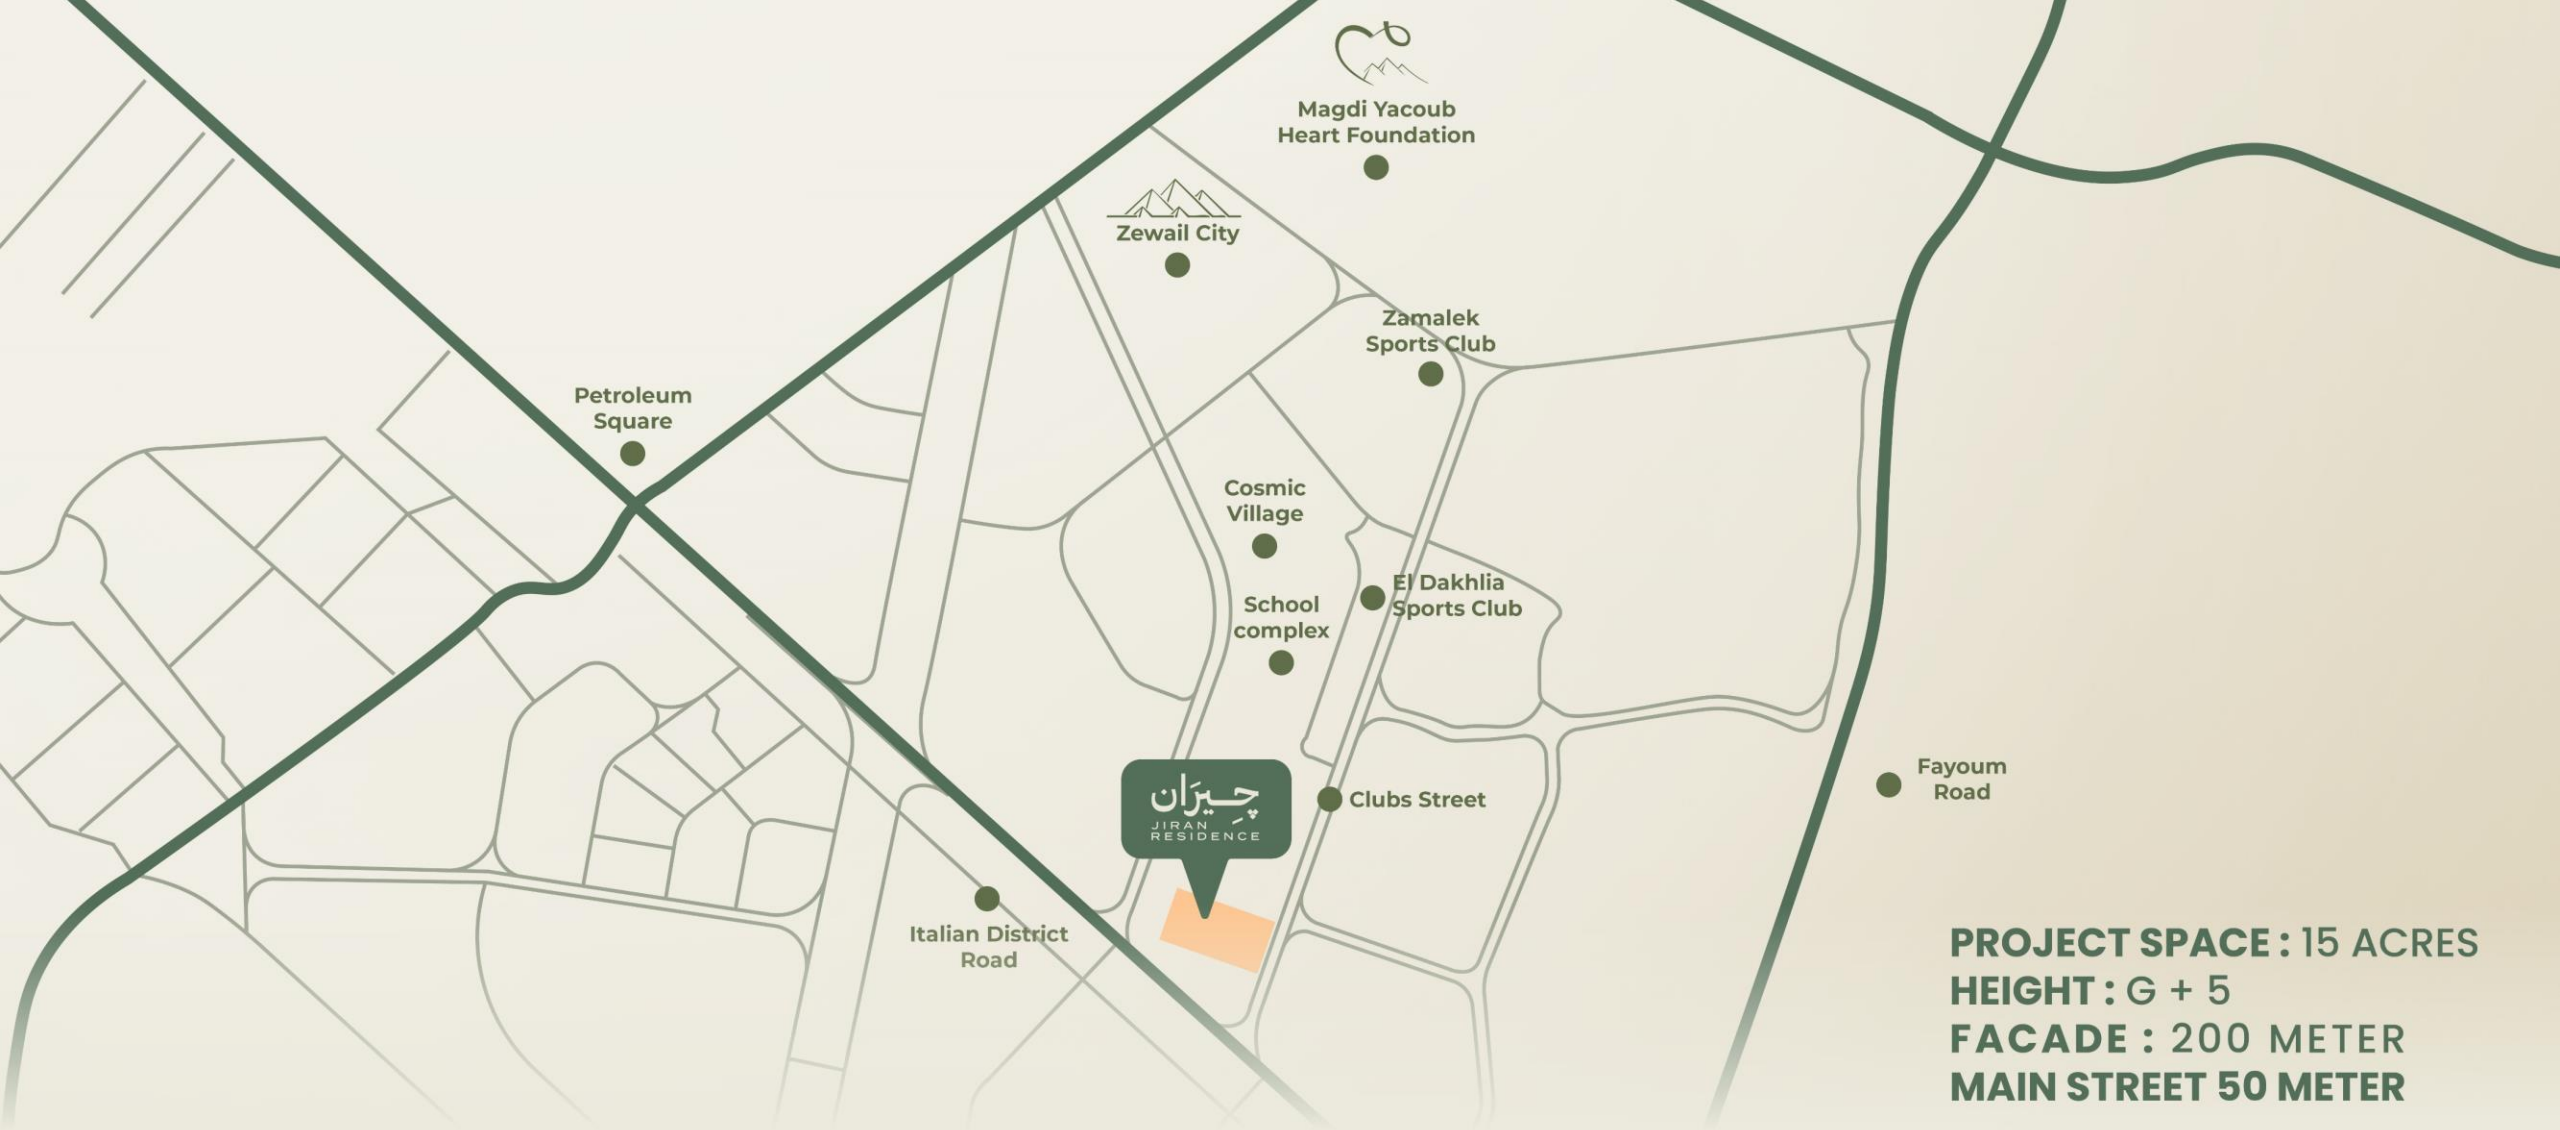 Magdi Yacoub
Heart Foundation
Zewail City
Zamalek
Sports Club
Petroleum
Square
Cosmic
Village
El Dakhlia
Sports Club
School
complex
چِيرَان
JIRAN
RESIDENCE
Clubs Street
Fayoum
Road
Italian District
Road
PROJECT SPACE : 15 ACRES
HEIGHT : G + 5
FACADE : 200 METER
MAIN STREET 50 METER